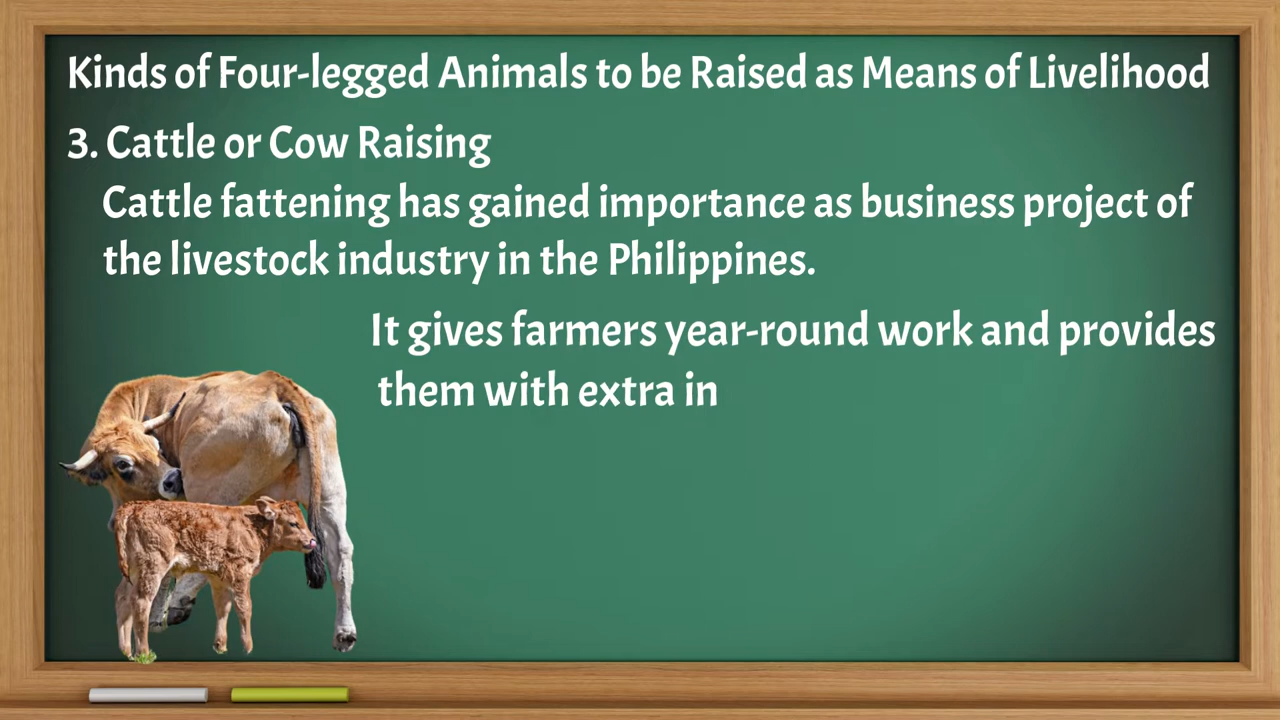 Kinds of Four-legged Animals to be Raised as Means of Livelihood
3. Cattle or Cow Raising
Cattle fattening has gained importance as business project of
the livestock industry in the Philippines.
It gives farmers year-round work and provides
them with extra in